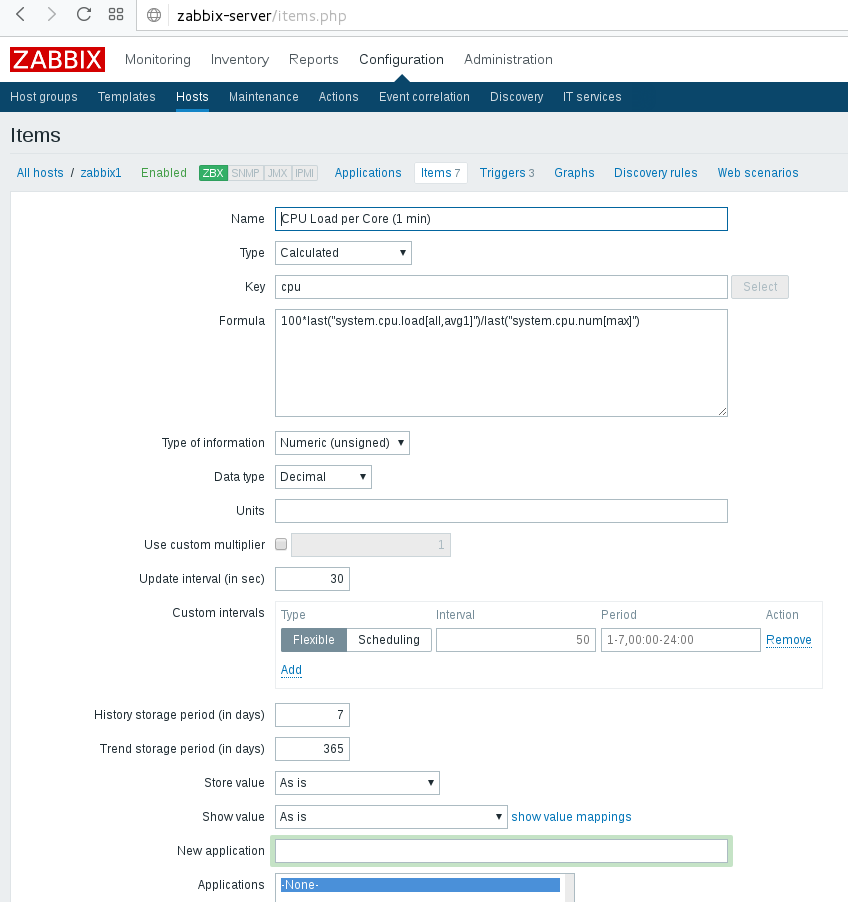 zabbix-server/items.php
ZABBIX Monitoring Inventory Reports Configuration Administration
Host groups Templates Hosts Maintenance Actions Event correlation Discovery IT services
Items
All hosts / zabbix1 Enabled ZBX SNMP JMX IPMI Applications Items 7 Triggers 3 Graphs Discovery rules Web scenarios
Name CPU Load per Core (1 min)
Type Calculated
Key cpu Select
Formula 100*last("system.cpu.load[all,avg1]")/last("system.cpu.num[max]")
Type of information Numeric (unsigned)
Data type Decimal
Units
Use custom multiplier 1
Update interval (in sec) 30
Custom intervals Type Interval Period Action
Flexible Scheduling 50 1-7,00:00-24:00 Remove
Add
History storage period (in days) 7
Trend storage period (in days) 365
Store value As is
Show value As is show value mappings
New application
Applications -None-